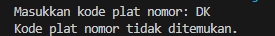 Masukkan kode plat nomor: DK
Kode plat nomor tidak ditemukan.